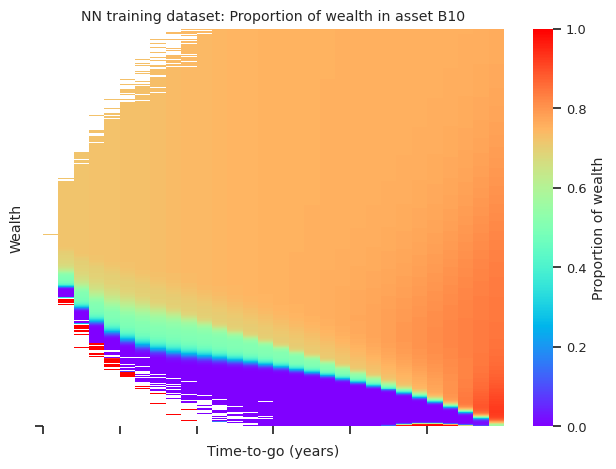 NN training dataset: Proportion of wealth in asset B10
Wealth
Time-to-go (years)
1.0
0.8
0.6
0.4
0.2
0.0
Proportion of wealth